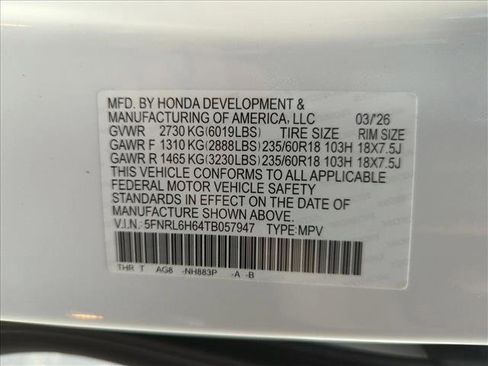 MFD. BY HONDA DEVELOPMENT &
MANUFACTURING OF AMERICA, LLC 03/'26
GVWR 2730 KG(6019LBS) TIRE SIZE RIM SIZE
GAWR F 1310 KG(2888LBS) 235/60R18 103H 18X7.5J
GAWR R 1465 KG(3230LBS) 235/60R18 103H 18X7.5J
THIS VEHICLE CONFORMS TO ALL APPLICABLE
FEDERAL MOTOR VEHICLE SAFETY
STANDARDS IN EFFECT ON THE DATE OF
MANUFACTURE SHOWN ABOVE.
V.I.N.: 5FNRL6H64TB057947 TYPE:MPV
THR T AG8 -NH883P -A -B